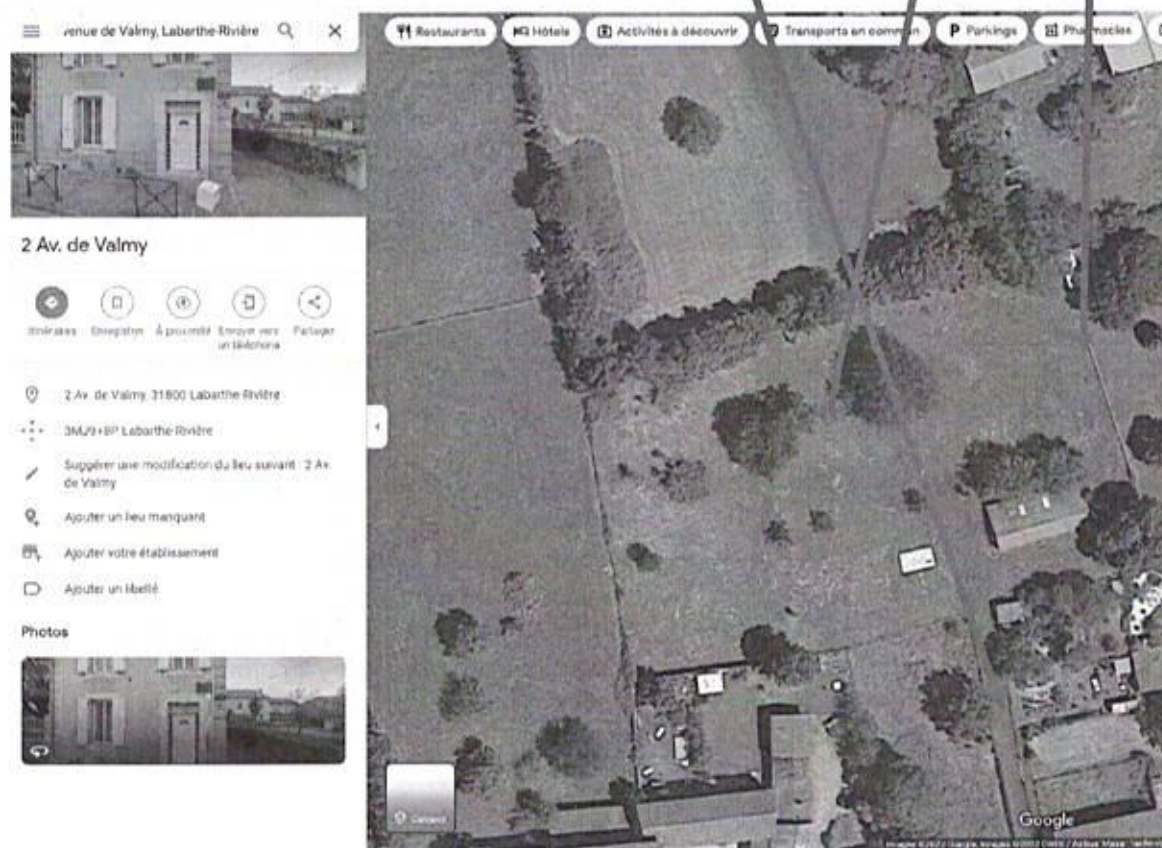 venue de Valmy, Labarthe-Rivière
Restaurants
Hôtels
Activités à découvrir
Transports en commun
Parkings
Pharmacies
2 Av. de Valmy
Itinéraires
Enregistrer
À proximité
Envoyer vers
un téléphone
Partager
2 Av. de Valmy, 31800 Labarthe-Rivière
Labarthe-Rivière
Suggérer une modification du lieu suivant : 2 Av.
de Valmy
Ajouter un lieu manquant
Ajouter votre établissement
Ajouter un libellé
Photos
Google